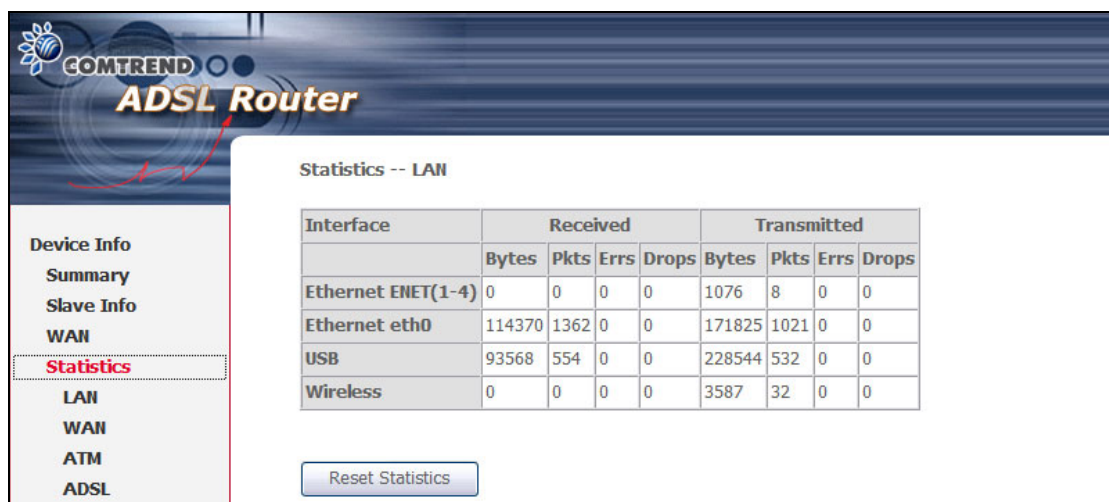 COMTREND
ADSL Router
Device Info
Summary
Slave Info
WAN
Statistics
LAN
WAN
ATM
ADSL
Statistics -- LAN
Interface Received Transmitted
Bytes Pkts Errs Drops Bytes Pkts Errs Drops
Ethernet ENET(1-4) 0 0 0 0 1076 8 0 0
Ethernet eth0 114370 1362 0 0 171825 1021 0 0
USB 93568 554 0 0 228544 532 0 0
Wireless 0 0 0 0 3587 32 0 0
Reset Statistics